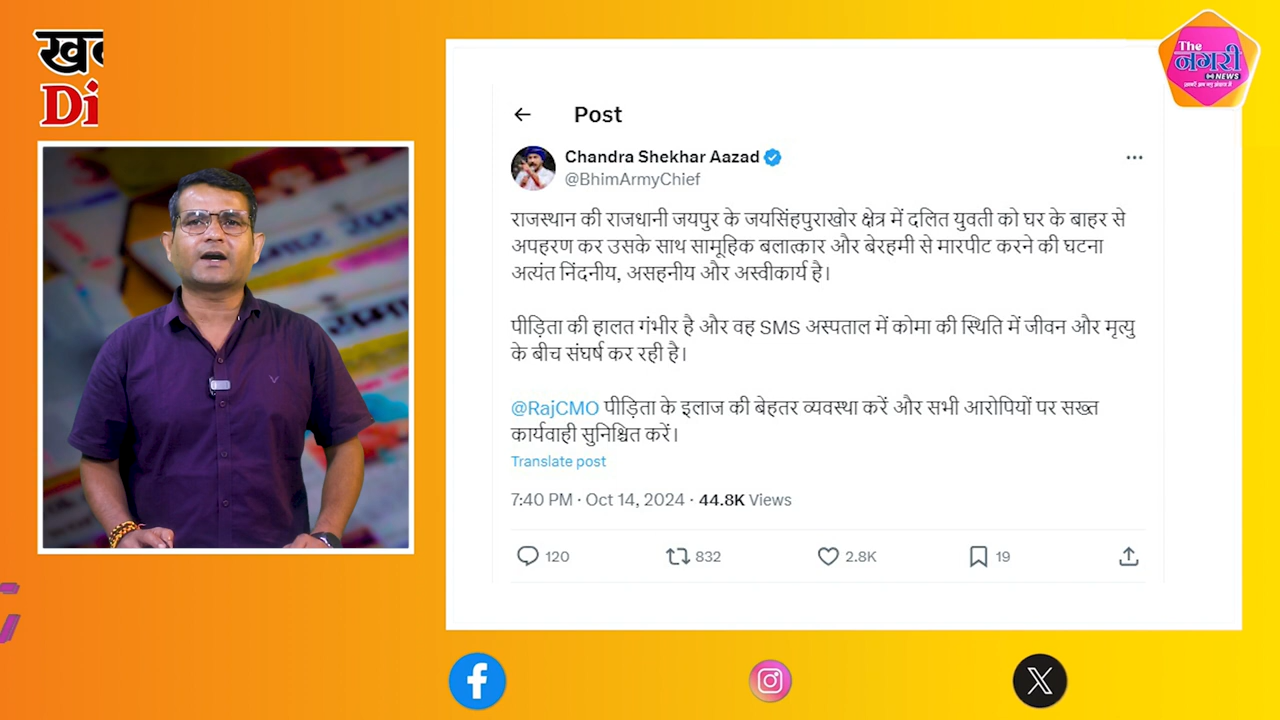 Di
The
नगरी
NEWS
Post
Chandra Shekhar Aazad
@BhimArmyChief
राजस्थान की राजधानी जयपुर के जयसिंहपुराखोर क्षेत्र में दलित युवती को घर के बाहर से
अपहरण कर उसके साथ सामूहिक बलात्कार और बेरहमी से मारपीट करने की घटना
अत्यंत निंदनीय, असहनीय और अस्वीकार्य है।
पीड़िता की हालत गंभीर है और वह SMS अस्पताल में कोमा की स्थिति में जीवन और मृत्यु
के बीच संघर्ष कर रही है।
@RajCMO पीड़िता के इलाज की बेहतर व्यवस्था करें और सभी आरोपियों पर सख्त
कार्यवाही सुनिश्चित करें।
Translate post
7:40 PM · Oct 14, 2024 · 44.8K Views
120 832 2.8K 19